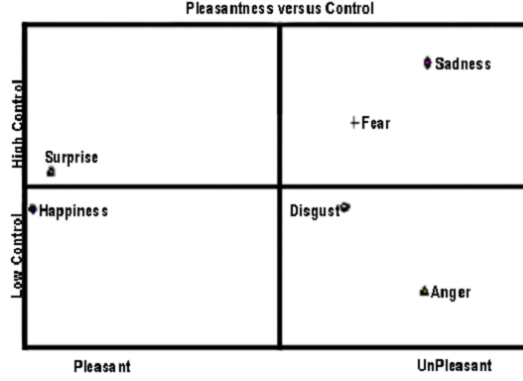 Pleasantness versus Control
High Control
Sadness
Fear
Surprise
Low Control
Happiness
Disgust
Anger
Pleasant
UnPleasant